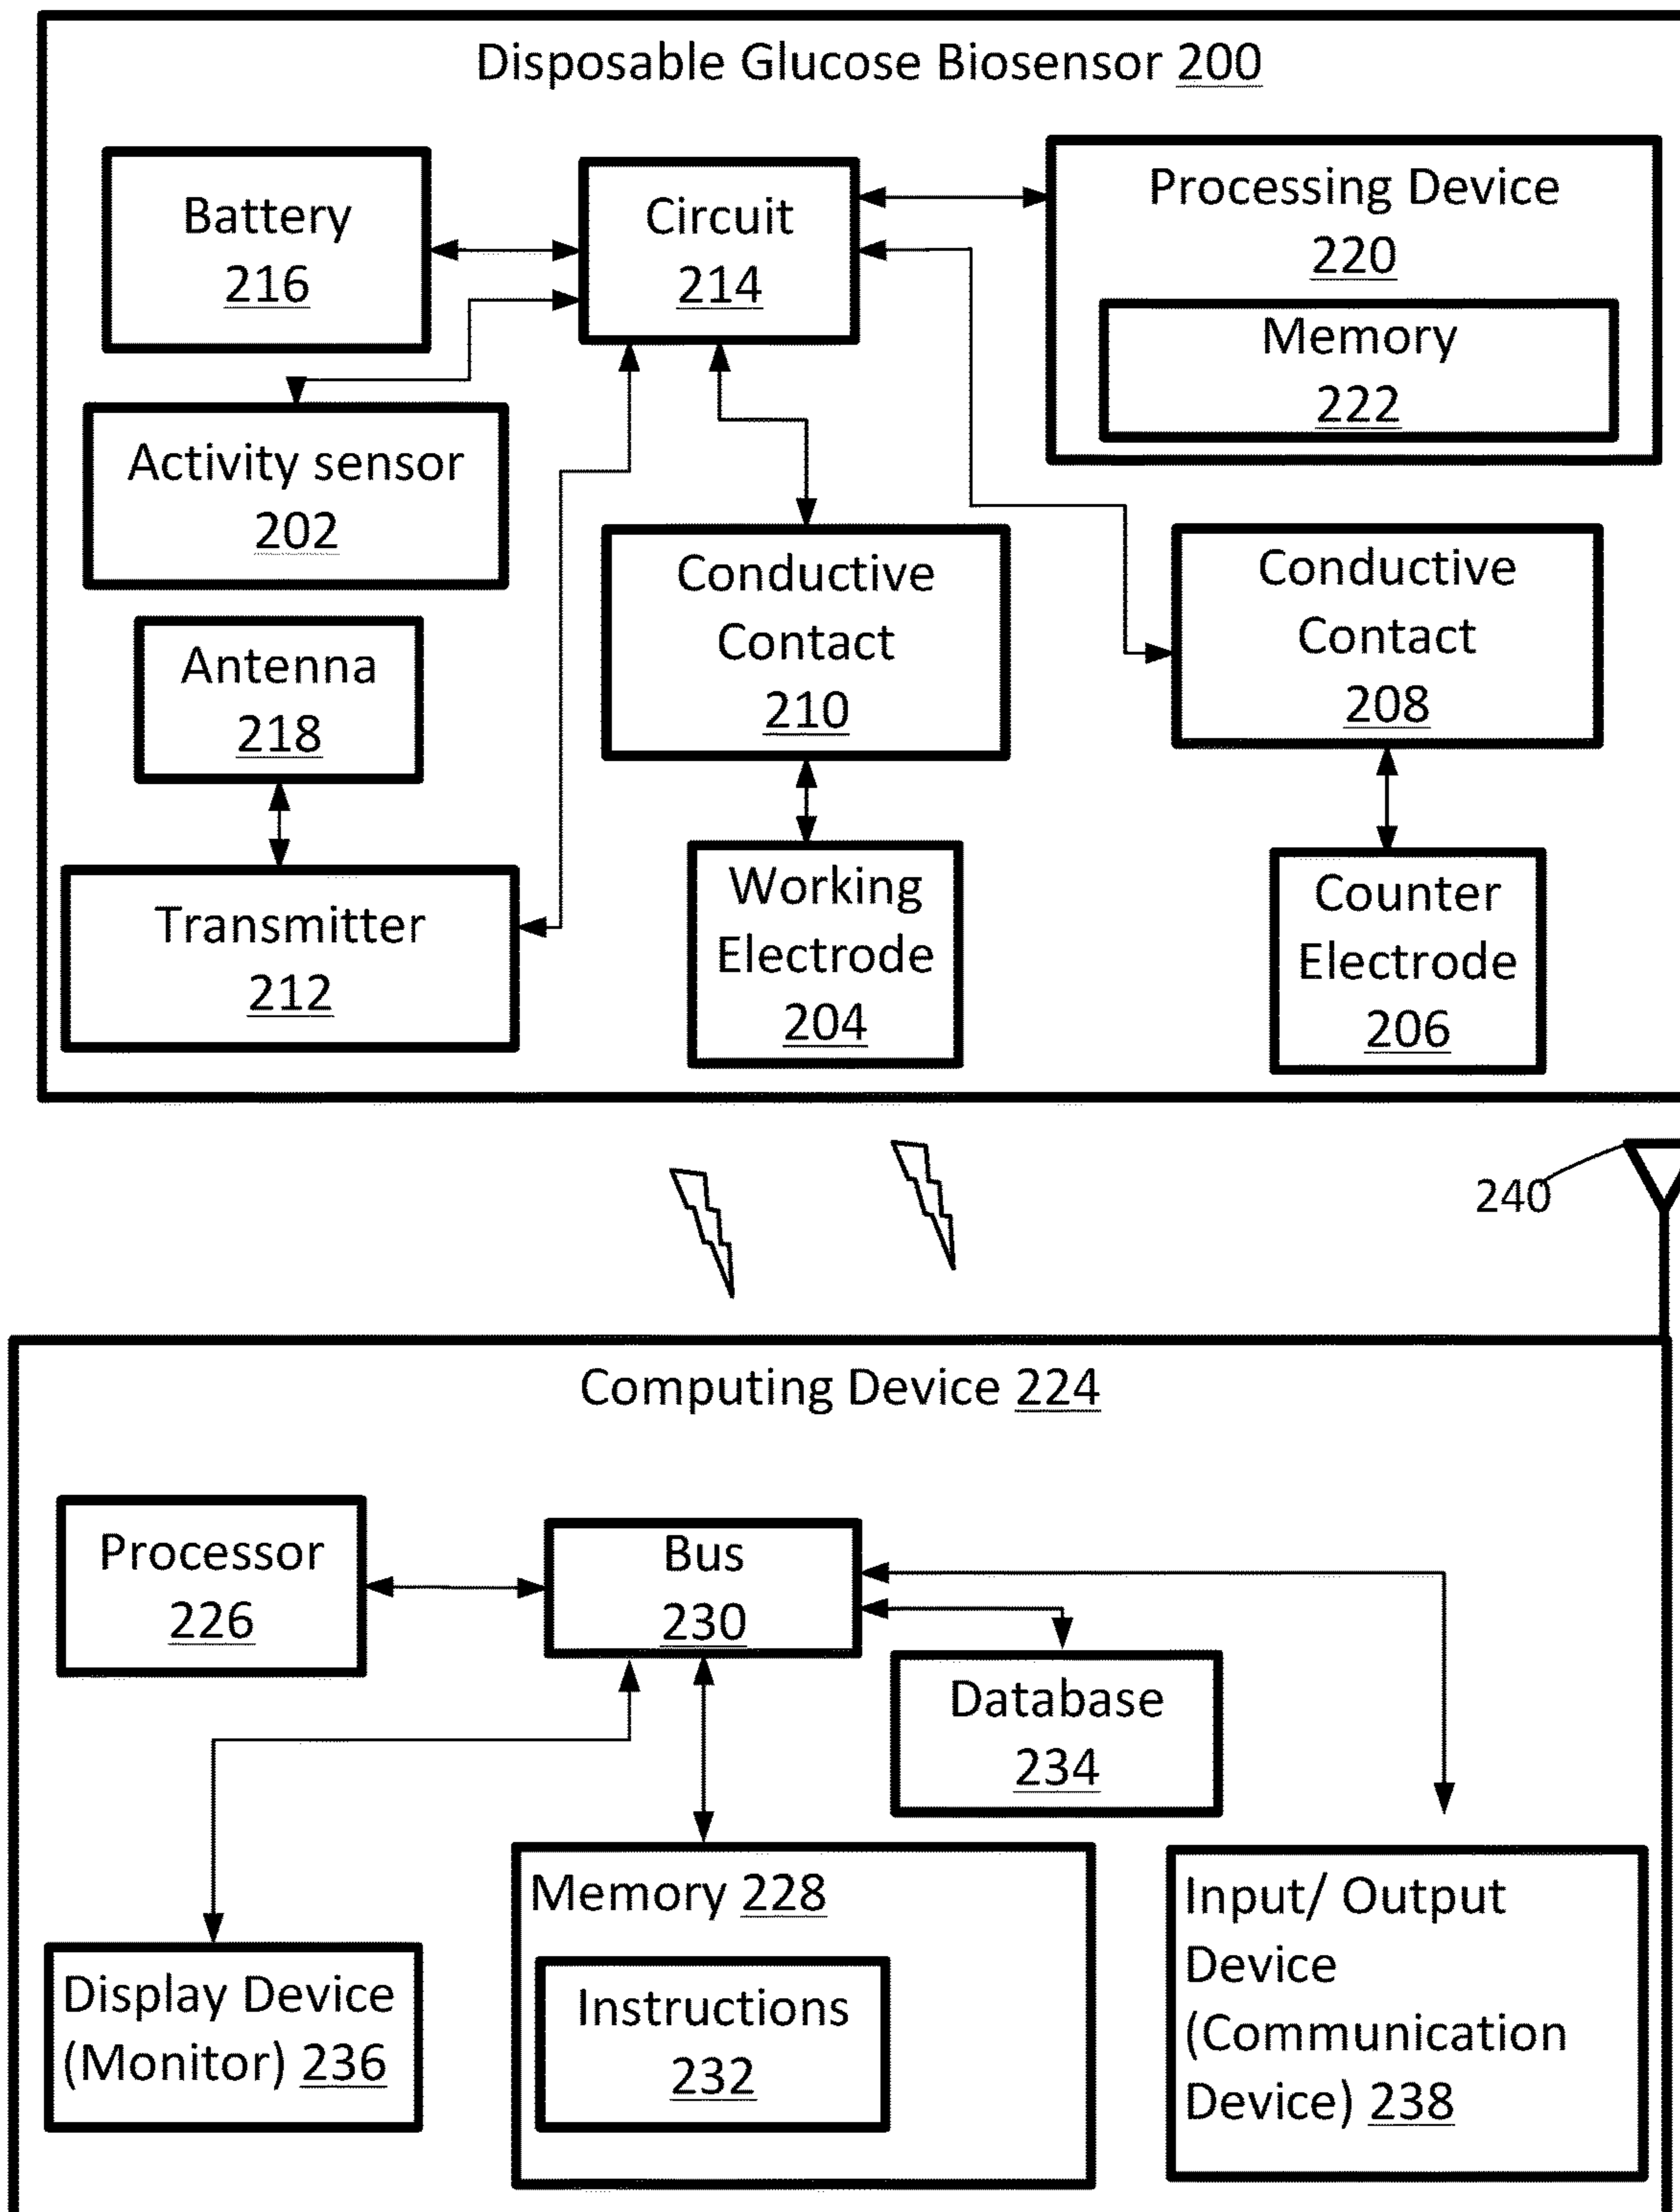 Disposable Glucose Biosensor 200
Battery
216
Circuit
214
Processing Device
220
Memory
222
Activity sensor
202
Conductive
Contact
210
Conductive
Contact
208
Antenna
218
Transmitter
212
Working
Electrode
204
Counter
Electrode
206
240
Computing Device 224
Processor
226
Bus
230
Database
234
Display Device
(Monitor) 236
Memory 228
Instructions
232
Input/ Output
Device
(Communication
Device) 238